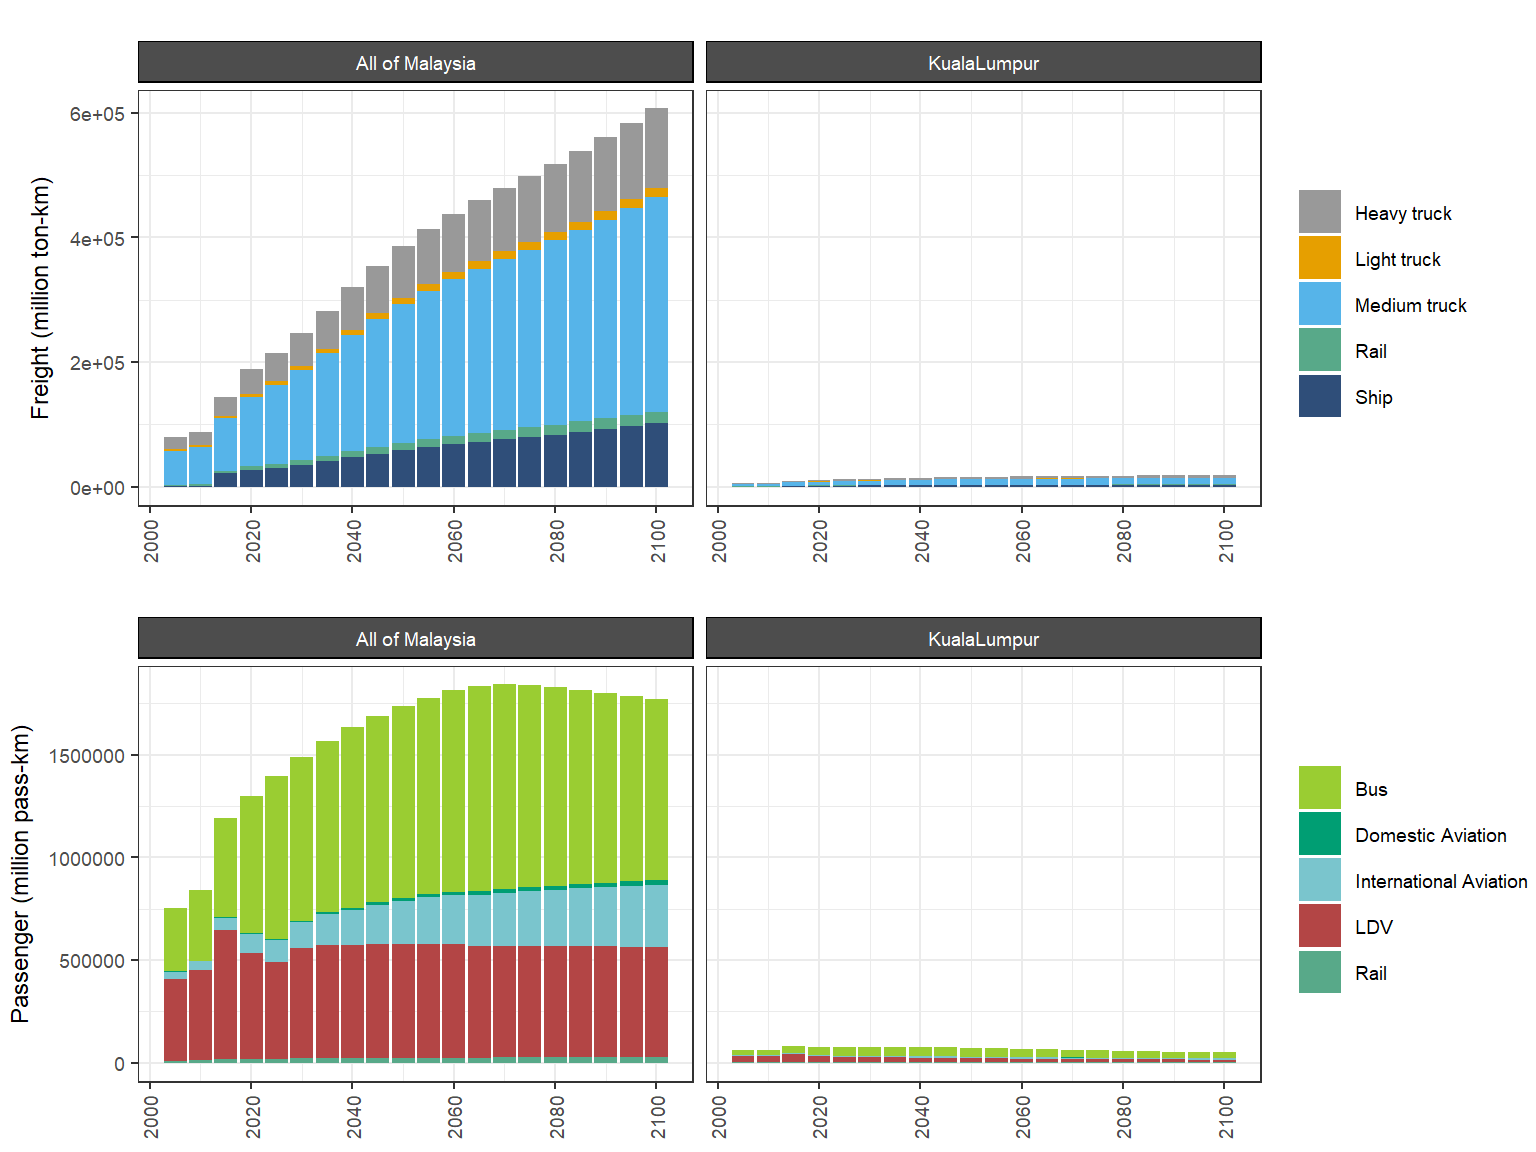 All of Malaysia
KualaLumpur
Freight (million ton-km)
6e+05
4e+05
2e+05
0e+00
2000
2020
2040
2060
2080
2100
2000
2020
2040
2060
2080
2100
Heavy truck
Light truck
Medium truck
Rail
Ship
All of Malaysia
KualaLumpur
Passenger (million pass-km)
1500000
1000000
500000
0
2000
2020
2040
2060
2080
2100
2000
2020
2040
2060
2080
2100
Bus
Domestic Aviation
International Aviation
LDV
Rail